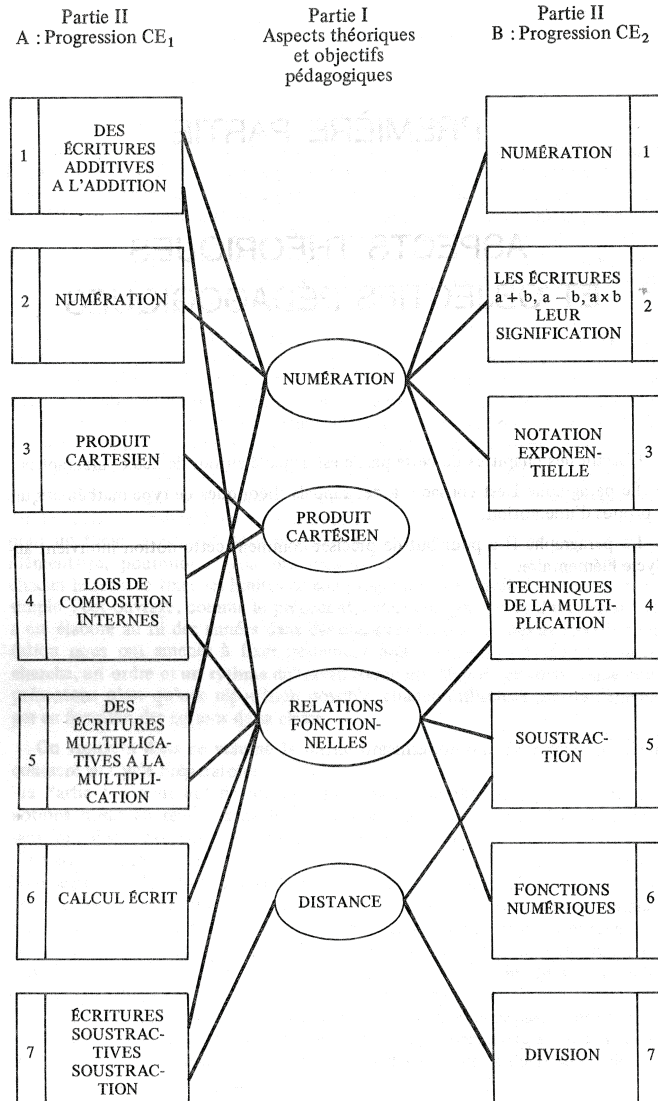 Partie II
A : Progression CE1
Partie I
Aspects théoriques
et objectifs
pédagogiques
Partie II
B : Progression CE2
1
DES
ÉCRITURES
ADDITIVES
A L'ADDITION
2
NUMÉRATION
3
PRODUIT
CARTESIEN
4
LOIS DE
COMPOSITION
INTERNES
5
DES
ÉCRITURES
MULTIPLICA-
TIVES A LA
MULTIPLI-
CATION
6
CALCUL ÉCRIT
7
ÉCRITURES
SOUSTRAC-
TIVES
SOUSTRAC-
TION
NUMÉRATION
PRODUIT
CARTÉSIEN
RELATIONS
FONCTION-
NELLES
DISTANCE
NUMÉRATION
1
LES ÉCRITURES
a + b, a – b, a x b
LEUR
SIGNIFICATION
2
NOTATION
EXPONEN-
TIELLE
3
TECHNIQUES
DE LA MULTI-
PLICATION
4
SOUSTRAC-
TION
5
FONCTIONS
NUMÉRIQUES
6
DIVISION
7